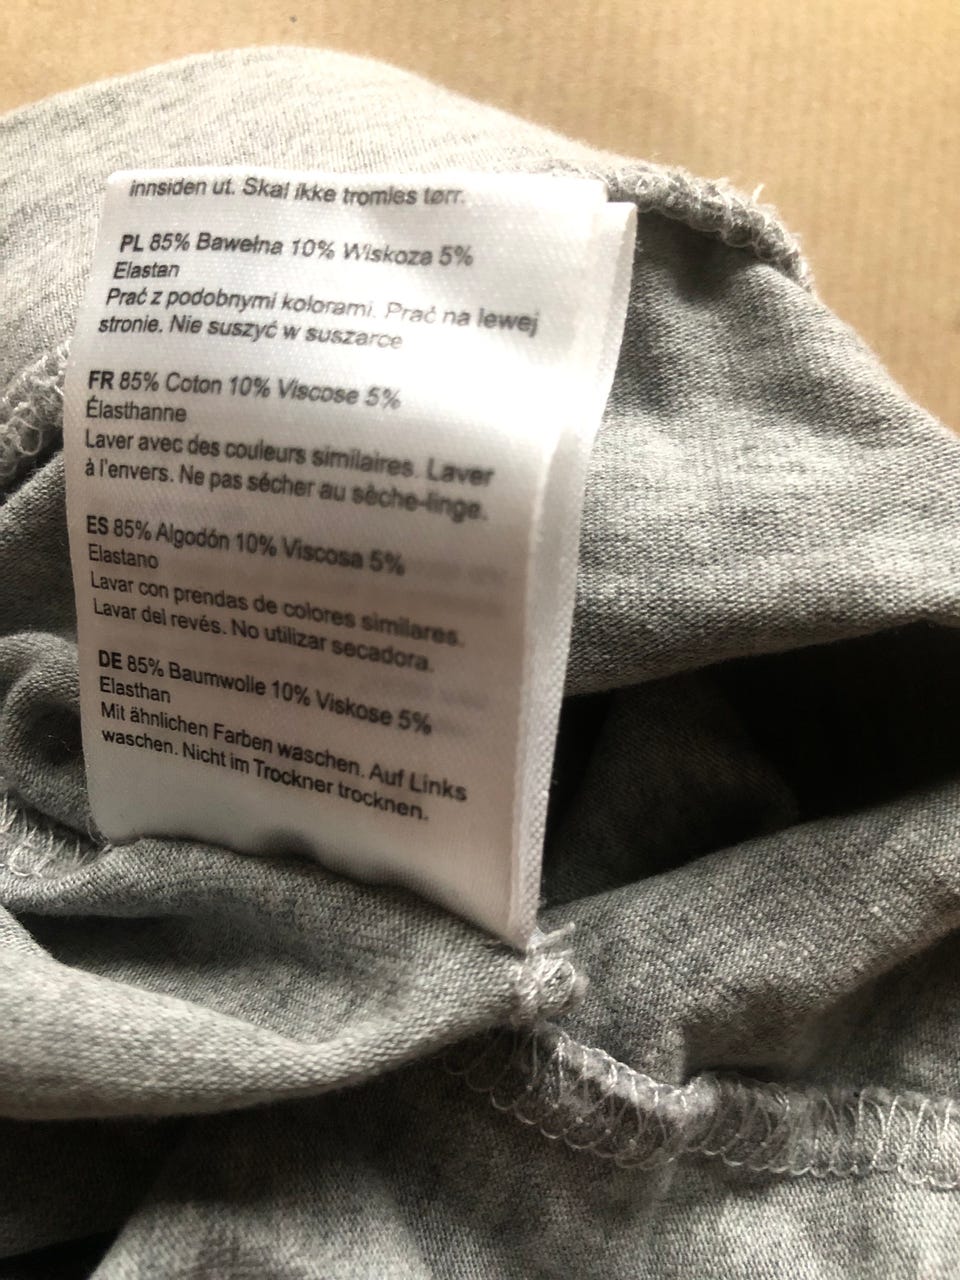 innsiden ut. Skal ikke tromles tørr.
PL 85% Bawełna 10% Wiskoza 5%
Elastan
Prać z podobnymi kolorami. Prać na lewej
stronie. Nie suszyć w suszarce
FR 85% Coton 10% Viscose 5%
Élasthanne
Laver avec des couleurs similaires. Laver
à l'envers. Ne pas sécher au sèche-linge.
ES 85% Algodón 10% Viscosa 5%
Elastano
Lavar con prendas de colores similares.
Lavar del revés. No utilizar secadora.
DE 85% Baumwolle 10% Viskose 5%
Elasthan
Mit ähnlichen Farben waschen. Auf Links
waschen. Nicht im Trockner trocknen.